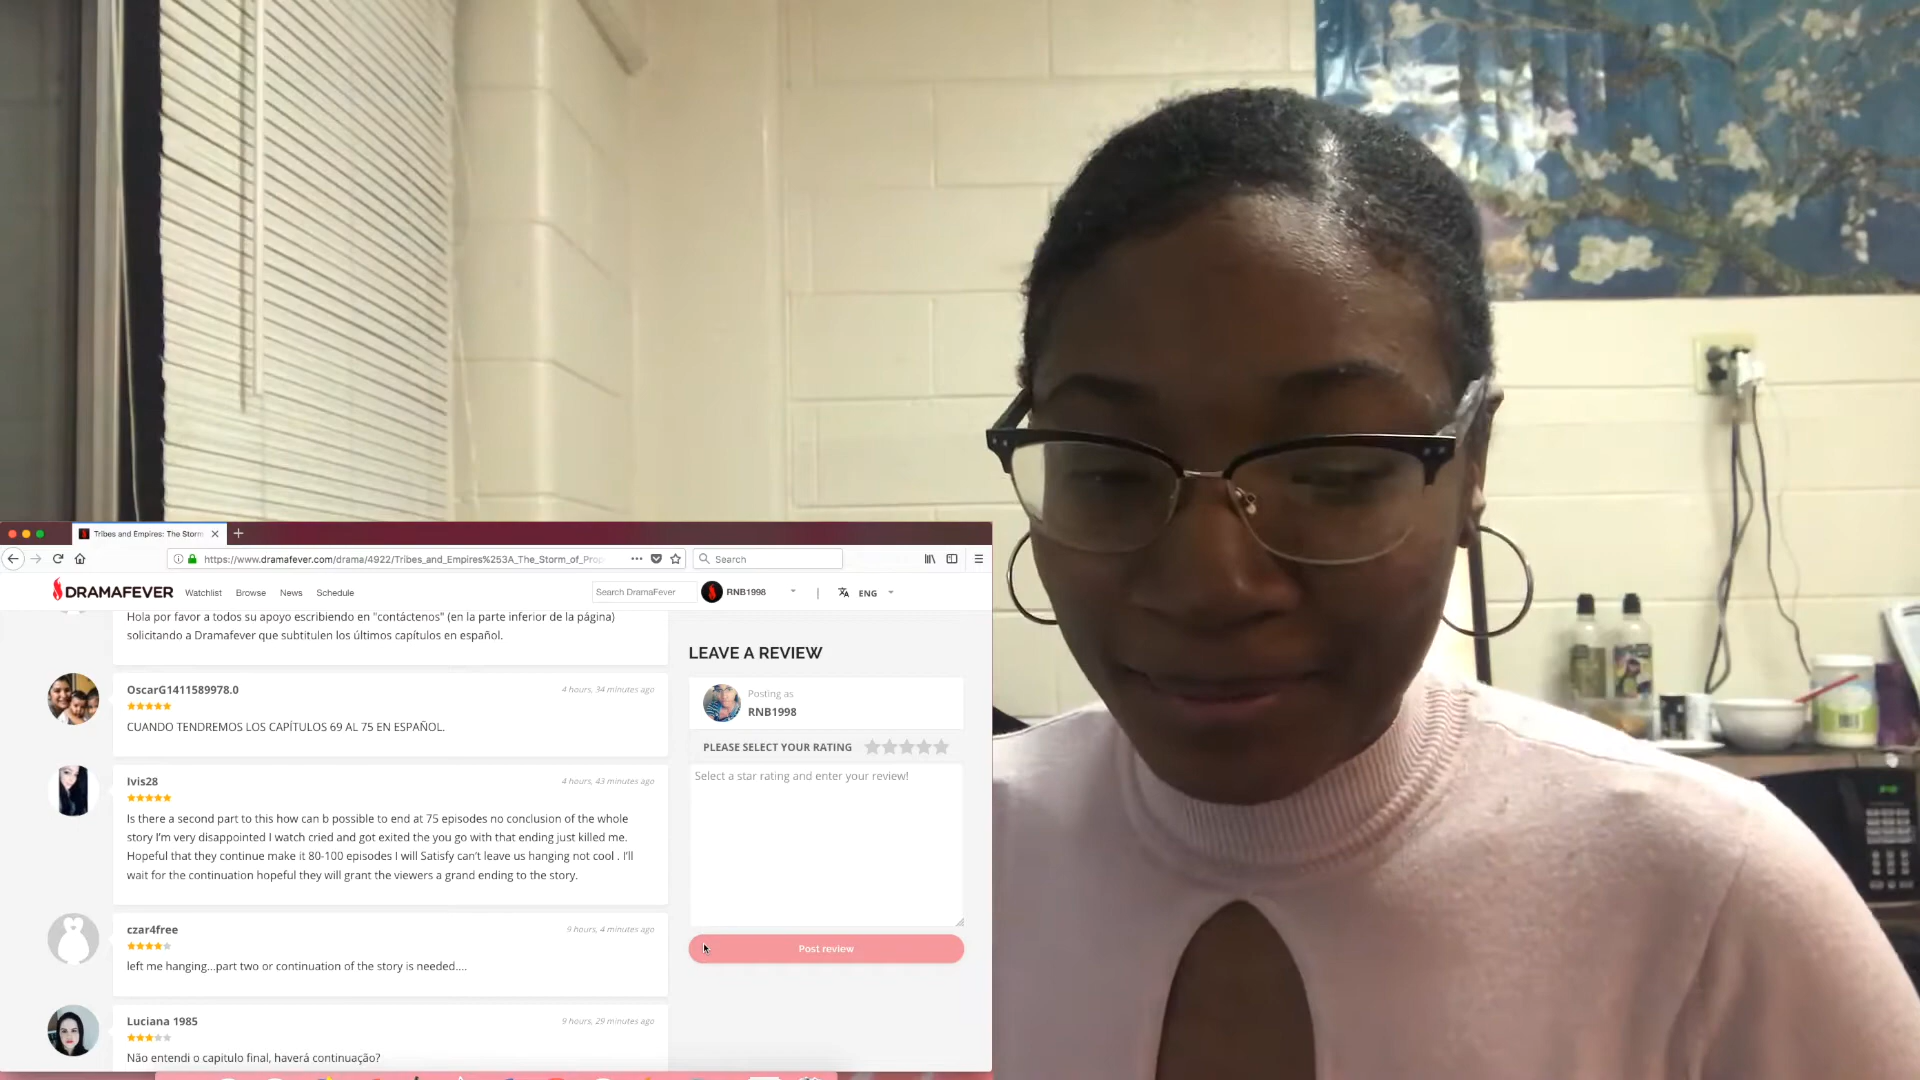 Tribes and Empires: The Storm
https://www.dramafever.com/drama/4922/Tribes_and_Empires%253A_The_Storm_of_Prop
Search
DRAMAFEVER
Watchlist
Browse
News
Schedule
Search DramaFever
RNB1998
ENG
Hola por favor a todos su apoyo escribiendo en "contáctenos" (en la parte inferior de la página)
solicitando a Dramafever que subtitulen los últimos capítulos en español.
OscarG1411589978.0
4 hours, 34 minutes ago
CUANDO TENDREMOS LOS CAPÍTULOS 69 AL 75 EN ESPAÑOL.
Ivis28
4 hours, 43 minutes ago
Is there a second part to this how can b possible to end at 75 episodes no conclusion of the whole
story I'm very disappointed I watch cried and got exited the you go with that ending just killed me.
Hopeful that they continue make it 80-100 episodes I will Satisfy can't leave us hanging not cool . I'll
wait for the continuation hopeful they will grant the viewers a grand ending to the story.
czar4free
9 hours, 4 minutes ago
left me hanging...part two or continuation of the story is needed....
Luciana 1985
9 hours, 29 minutes ago
Não entendi o capitulo final, haverá continuação?
LEAVE A REVIEW
Posting as
RNB1998
PLEASE SELECT YOUR RATING
Select a star rating and enter your review!
Post review